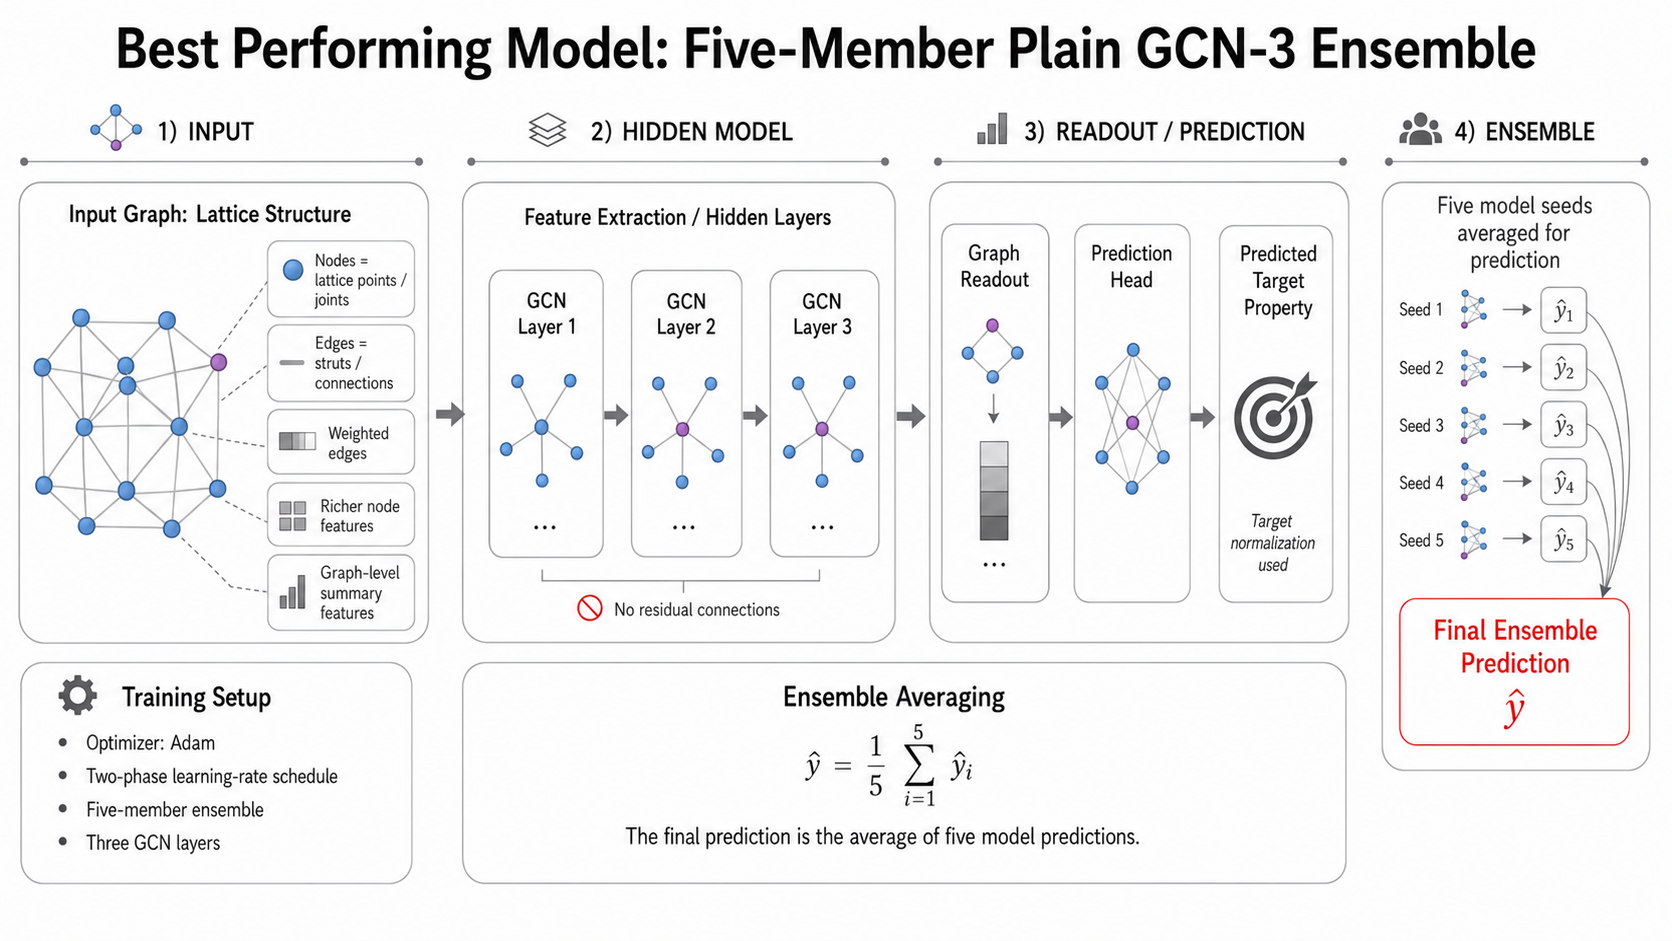 Best Performing Model: Five-Member Plain GCN-3 Ensemble
1) INPUT
2) HIDDEN MODEL
3) READOUT / PREDICTION
4) ENSEMBLE
Input Graph: Lattice Structure
Nodes =
lattice points /
joints
Edges =
struts /
connections
Weighted
edges
Richer node
features
Graph-level
summary
features
Feature Extraction / Hidden Layers
GCN
Layer 1
...
GCN
Layer 2
...
GCN
Layer 3
...
No residual connections
Graph
Readout
...
Prediction
Head
Predicted
Target
Property
Target
normalization
used
Five model seeds
averaged for
prediction
Seed 1 ŷ₁
Seed 2 ŷ₂
Seed 3 ŷ₃
Seed 4 ŷ₄
Seed 5 ŷ₅
Final Ensemble
Prediction
ŷ
Training Setup
• Optimizer: Adam
• Two-phase learning-rate schedule
• Five-member ensemble
• Three GCN layers
Ensemble Averaging
ŷ = 1/5 ∑_{i=1}^{5} ŷᵢ
The final prediction is the average of five model predictions.